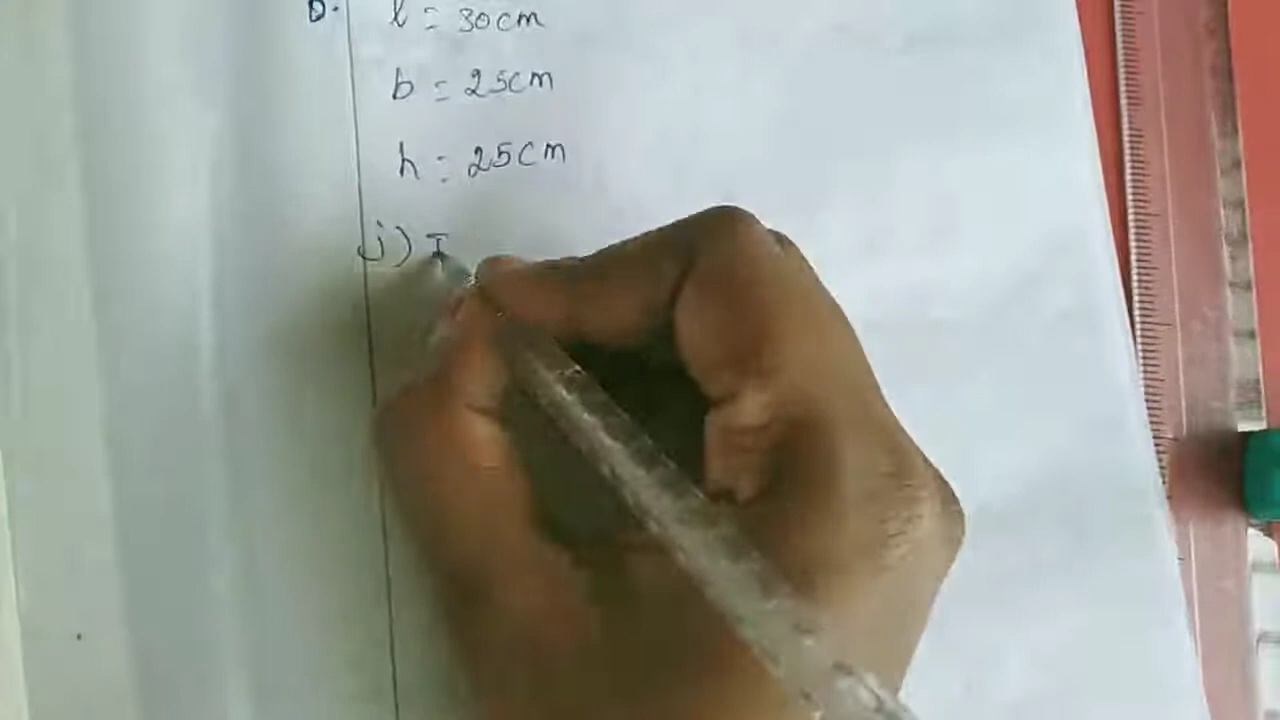 D. l = 30cm
b = 25cm
h = 25cm
i) T